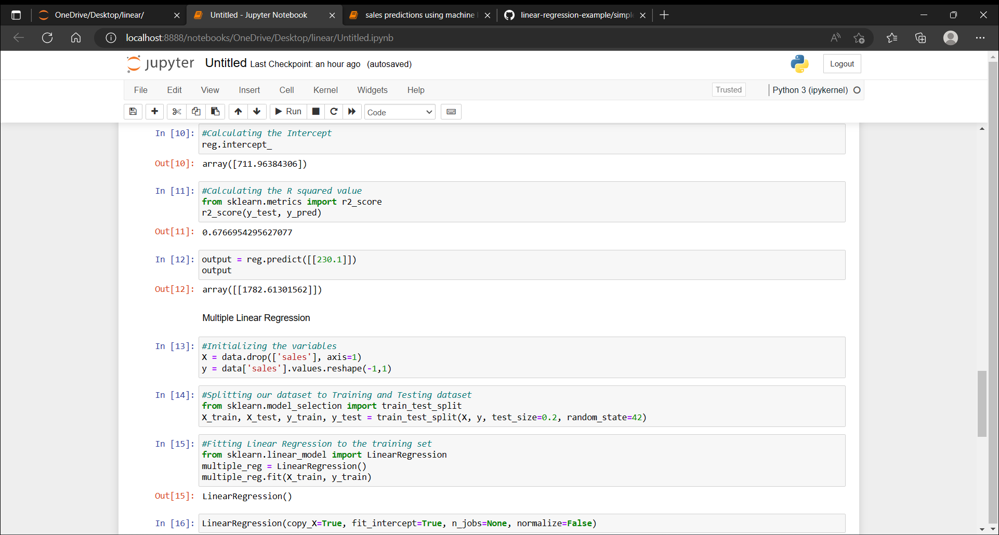 OneDrive/Desktop/linear/
Untitled - Jupyter Notebook
sales predictions using machine
linear-regression-example/simpl
localhost:8888/notebooks/OneDrive/Desktop/linear/Untitled.ipynb
jupyter Untitled Last Checkpoint: an hour ago (autosaved)
Logout
File Edit View Insert Cell Kernel Widgets Help
Trusted
Python 3 (ipykernel)
Run
Code
In [10]: #Calculating the Intercept
reg.intercept_
Out[10]: array([711.96384306])
In [11]: #Calculating the R squared value
from sklearn.metrics import r2_score
r2_score(y_test, y_pred)
Out[11]: 0.6766954295627077
In [12]: output = reg.predict([[230.1]])
output
Out[12]: array([[1782.61301562]])
Multiple Linear Regression
In [13]: #Initializing the variables
X = data.drop(['sales'], axis=1)
y = data['sales'].values.reshape(-1,1)
In [14]: #Splitting our dataset to Training and Testing dataset
from sklearn.model_selection import train_test_split
X_train, X_test, y_train, y_test = train_test_split(X, y, test_size=0.2, random_state=42)
In [15]: #Fitting Linear Regression to the training set
from sklearn.linear_model import LinearRegression
multiple_reg = LinearRegression()
multiple_reg.fit(X_train, y_train)
Out[15]: LinearRegression()
In [16]: LinearRegression(copy_X=True, fit_intercept=True, n_jobs=None, normalize=False)